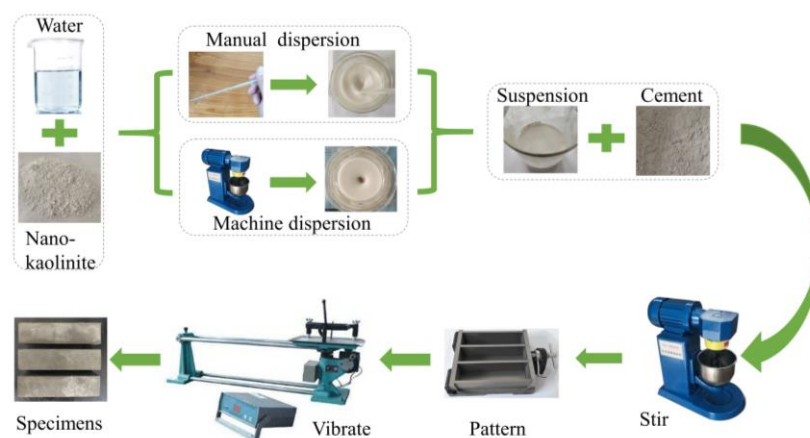 Water
Manual dispersion
Suspension
Cement
Machine dispersion
Nano-
kaolinite
Specimens
Vibrate
Pattern
Stir